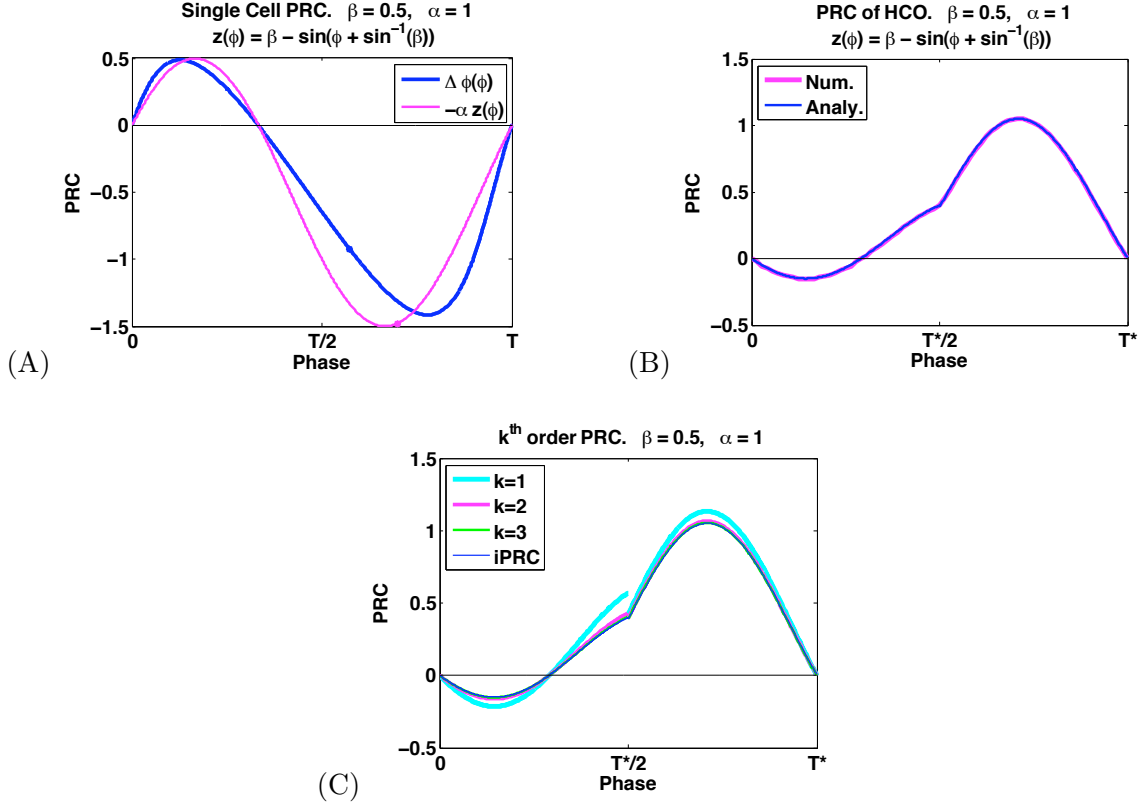 Single Cell PRC. β = 0.5, α = 1
z(ϕ) = β − sin(ϕ + sin⁻¹(β))
0.5
0
−0.5
−1
−1.5
PRC
Δ ϕ(ϕ)
−α z(ϕ)
0
T/2
T
Phase
(A)
PRC of HCO. β = 0.5, α = 1
z(ϕ) = β − sin(ϕ + sin⁻¹(β))
1.5
1
0.5
0
−0.5
PRC
Num.
Analy.
0
T*/2
T*
Phase
(B)
kᵗʰ order PRC. β = 0.5, α = 1
1.5
1
0.5
0
−0.5
PRC
k=1
k=2
k=3
iPRC
0
T*/2
T*
Phase
(C)